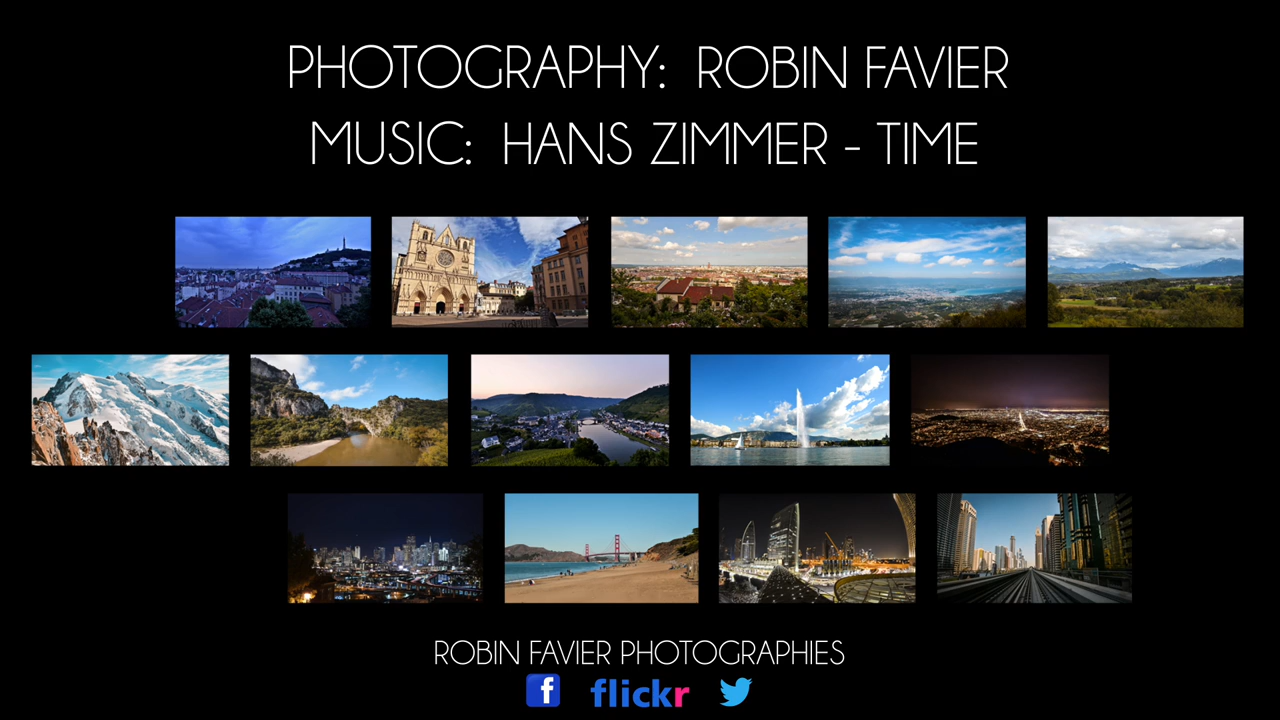 PHOTOGRAPHY: ROBIN FAVIER
MUSIC: HANS ZIMMER - TIME
ROBIN FAVIER PHOTOGRAPHIES
f flickr